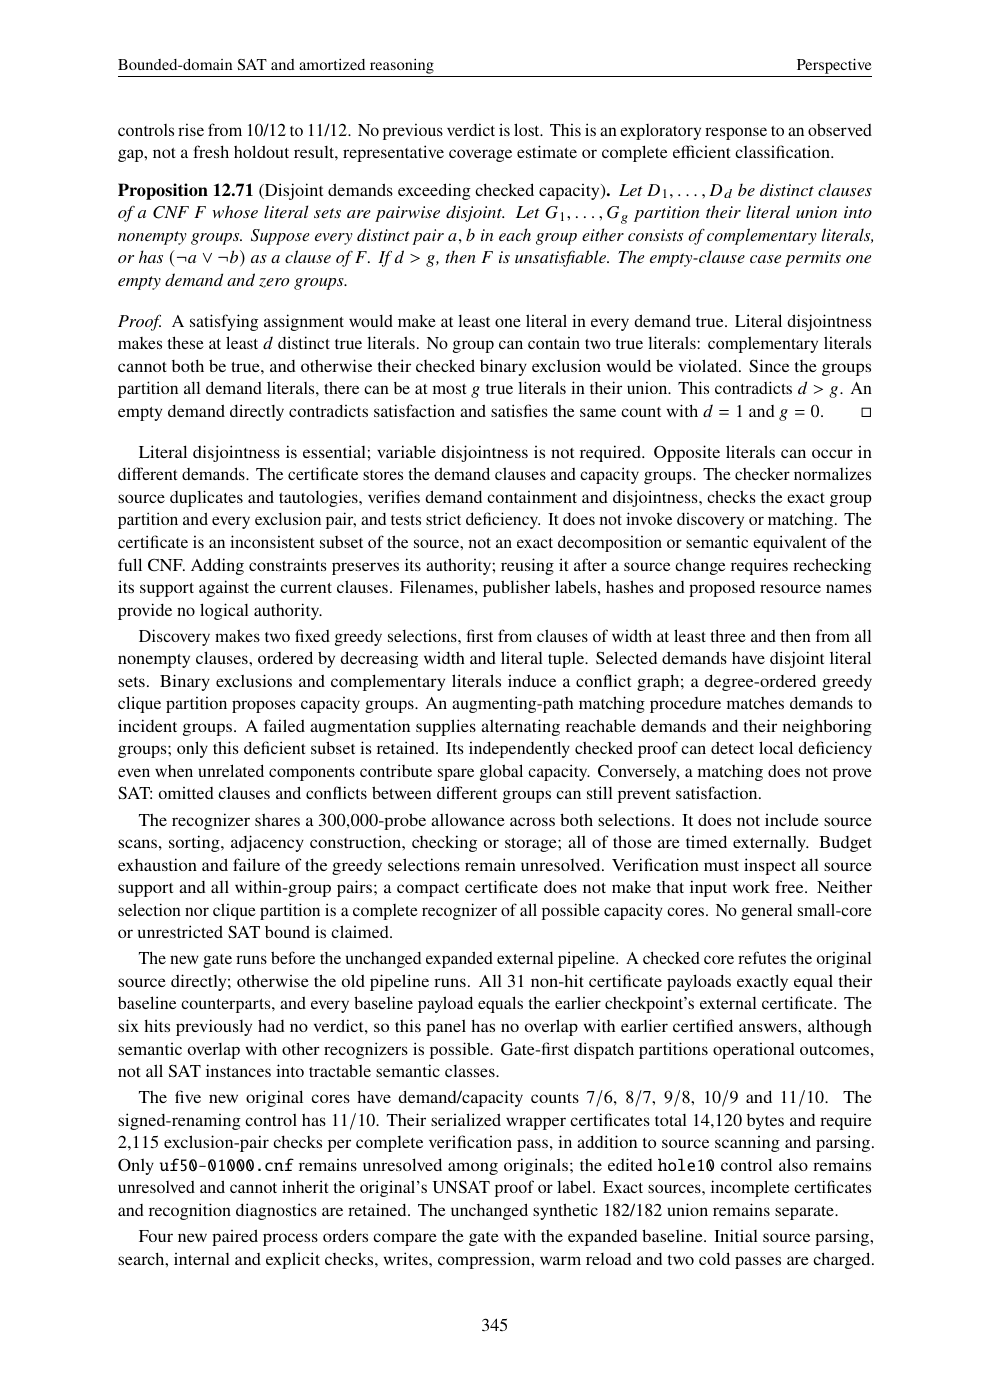 Bounded-domain SAT and amortized reasoning Perspective
controls rise from 10/12 to 11/12. No previous verdict is lost. This is an exploratory response to an observed
gap, not a fresh holdout result, representative coverage estimate or complete efficient classification.
Proposition 12.71 (Disjoint demands exceeding checked capacity). Let D₁, . . . , D_d be distinct clauses
of a CNF F whose literal sets are pairwise disjoint. Let G₁, . . . , G_g partition their literal union into
nonempty groups. Suppose every distinct pair a, b in each group either consists of complementary literals,
or has (¬a ∨ ¬b) as a clause of F. If d > g, then F is unsatisfiable. The empty-clause case permits one
empty demand and zero groups.
Proof. A satisfying assignment would make at least one literal in every demand true. Literal disjointness
makes these at least d distinct true literals. No group can contain two true literals: complementary literals
cannot both be true, and otherwise their checked binary exclusion would be violated. Since the groups
partition all demand literals, there can be at most g true literals in their union. This contradicts d > g. An
empty demand directly contradicts satisfaction and satisfies the same count with d = 1 and g = 0. □
Literal disjointness is essential; variable disjointness is not required. Opposite literals can occur in
different demands. The certificate stores the demand clauses and capacity groups. The checker normalizes
source duplicates and tautologies, verifies demand containment and disjointness, checks the exact group
partition and every exclusion pair, and tests strict deficiency. It does not invoke discovery or matching. The
certificate is an inconsistent subset of the source, not an exact decomposition or semantic equivalent of the
full CNF. Adding constraints preserves its authority; reusing it after a source change requires rechecking
its support against the current clauses. Filenames, publisher labels, hashes and proposed resource names
provide no logical authority.
Discovery makes two fixed greedy selections, first from clauses of width at least three and then from all
nonempty clauses, ordered by decreasing width and literal tuple. Selected demands have disjoint literal
sets. Binary exclusions and complementary literals induce a conflict graph; a degree-ordered greedy
clique partition proposes capacity groups. An augmenting-path matching procedure matches demands to
incident groups. A failed augmentation supplies alternating reachable demands and their neighboring
groups; only this deficient subset is retained. Its independently checked proof can detect local deficiency
even when unrelated components contribute spare global capacity. Conversely, a matching does not prove
SAT: omitted clauses and conflicts between different groups can still prevent satisfaction.
The recognizer shares a 300,000-probe allowance across both selections. It does not include source
scans, sorting, adjacency construction, checking or storage; all of those are timed externally. Budget
exhaustion and failure of the greedy selections remain unresolved. Verification must inspect all source
support and all within-group pairs; a compact certificate does not make that input work free. Neither
selection nor clique partition is a complete recognizer of all possible capacity cores. No general small-core
or unrestricted SAT bound is claimed.
The new gate runs before the unchanged expanded external pipeline. A checked core refutes the original
source directly; otherwise the old pipeline runs. All 31 non-hit certificate payloads exactly equal their
baseline counterparts, and every baseline payload equals the earlier checkpoint's external certificate. The
six hits previously had no verdict, so this panel has no overlap with earlier certified answers, although
semantic overlap with other recognizers is possible. Gate-first dispatch partitions operational outcomes,
not all SAT instances into tractable semantic classes.
The five new original cores have demand/capacity counts 7/6, 8/7, 9/8, 10/9 and 11/10. The
signed-renaming control has 11/10. Their serialized wrapper certificates total 14,120 bytes and require
2,115 exclusion-pair checks per complete verification pass, in addition to source scanning and parsing.
Only uf50-01000.cnf remains unresolved among originals; the edited hole10 control also remains
unresolved and cannot inherit the original's UNSAT proof or label. Exact sources, incomplete certificates
and recognition diagnostics are retained. The unchanged synthetic 182/182 union remains separate.
Four new paired process orders compare the gate with the expanded baseline. Initial source parsing,
search, internal and explicit checks, writes, compression, warm reload and two cold passes are charged.
345